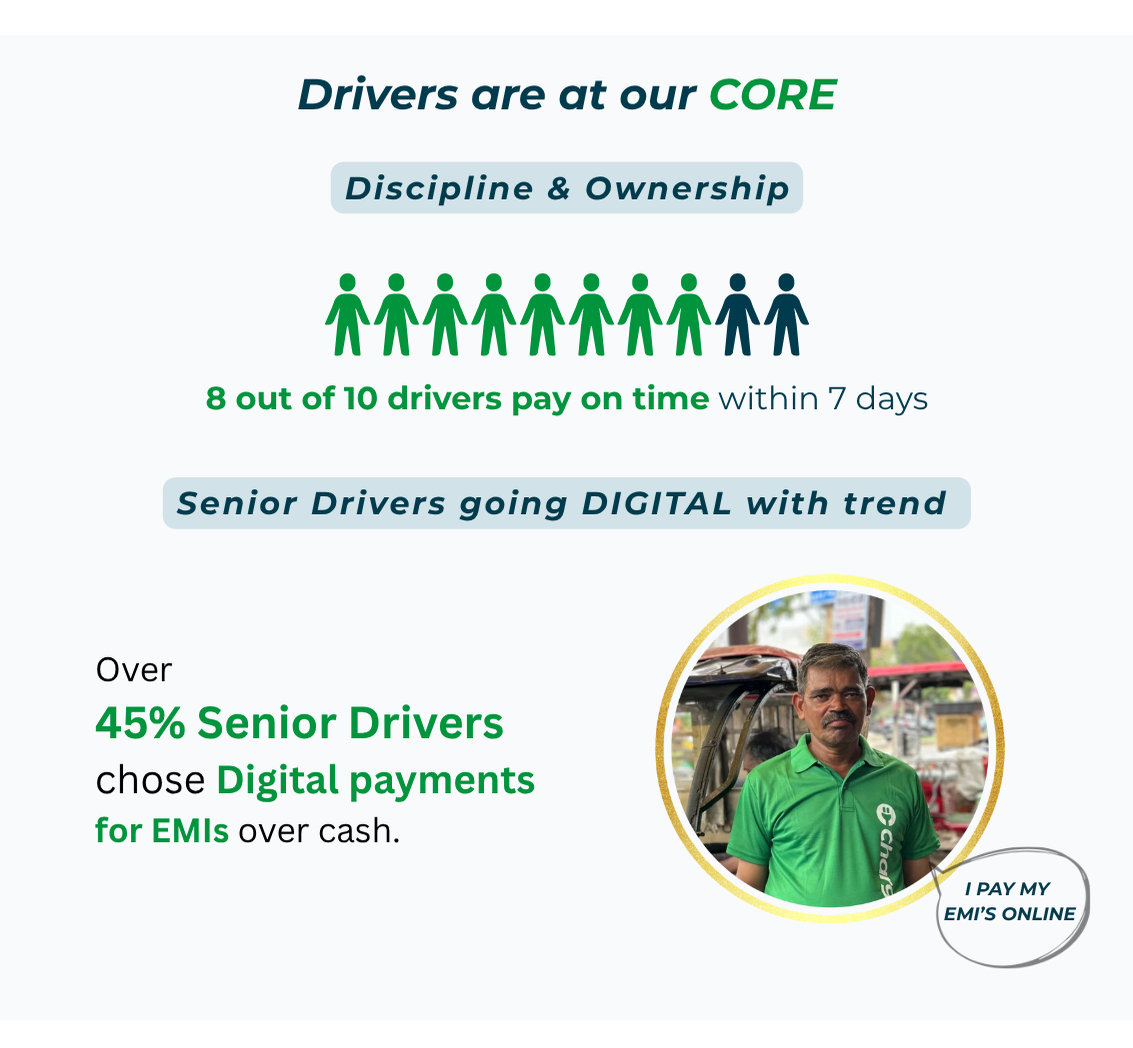 Drivers are at our CORE
Discipline & Ownership
8 out of 10 drivers pay on time within 7 days
Senior Drivers going DIGITAL with trend
Over
45% Senior Drivers
chose Digital payments
for EMIs over cash.
I PAY MY
EMI'S ONLINE